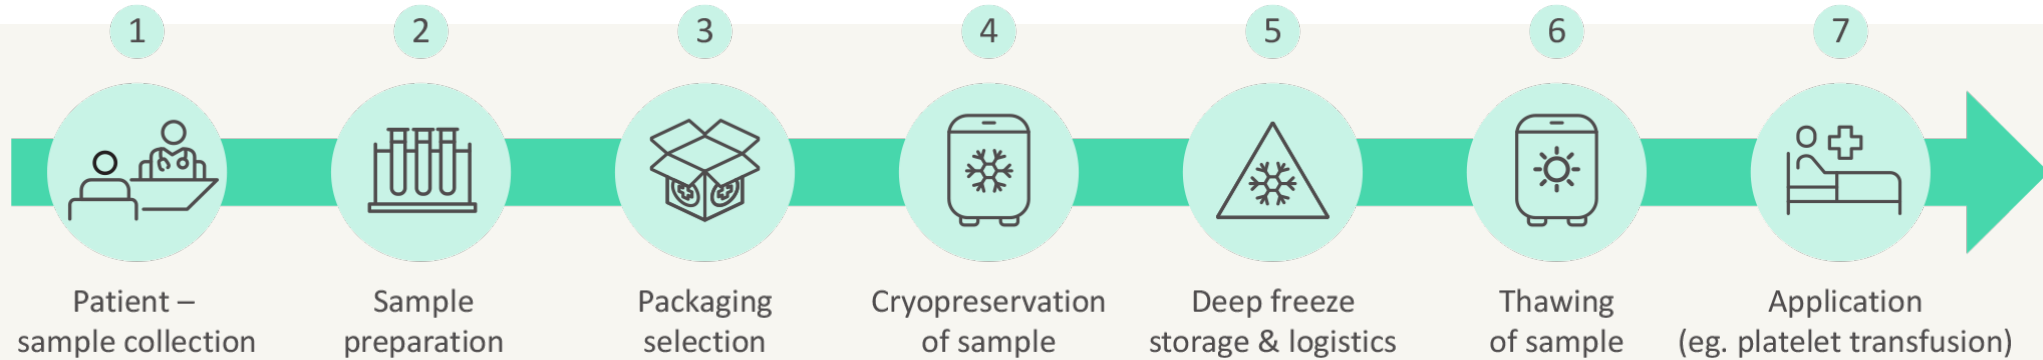 1
2
3
4
5
6
7
Patient –
sample collection
Sample
preparation
Packaging
selection
Cryopreservation
of sample
Deep freeze
storage & logistics
Thawing
of sample
Application
(eg. platelet transfusion)